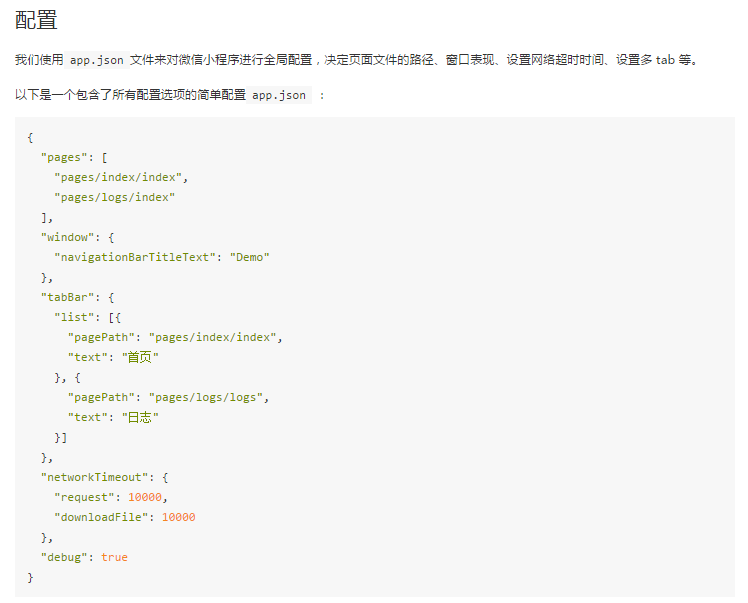 配置
我们使用 app.json 文件来对微信小程序进行全局配置，决定页面文件的路径、窗口表现、设置网络超时时间、设置多 tab 等。
以下是一个包含了所有配置选项的简单配置 app.json ：
{
  "pages": [
    "pages/index/index",
    "pages/logs/index"
  ],
  "window": {
    "navigationBarTitleText": "Demo"
  },
  "tabBar": {
    "list": [{
      "pagePath": "pages/index/index",
      "text": "首页"
    }, {
      "pagePath": "pages/logs/logs",
      "text": "日志"
    }]
  },
  "networkTimeout": {
    "request": 10000,
    "downloadFile": 10000
  },
  "debug": true
}